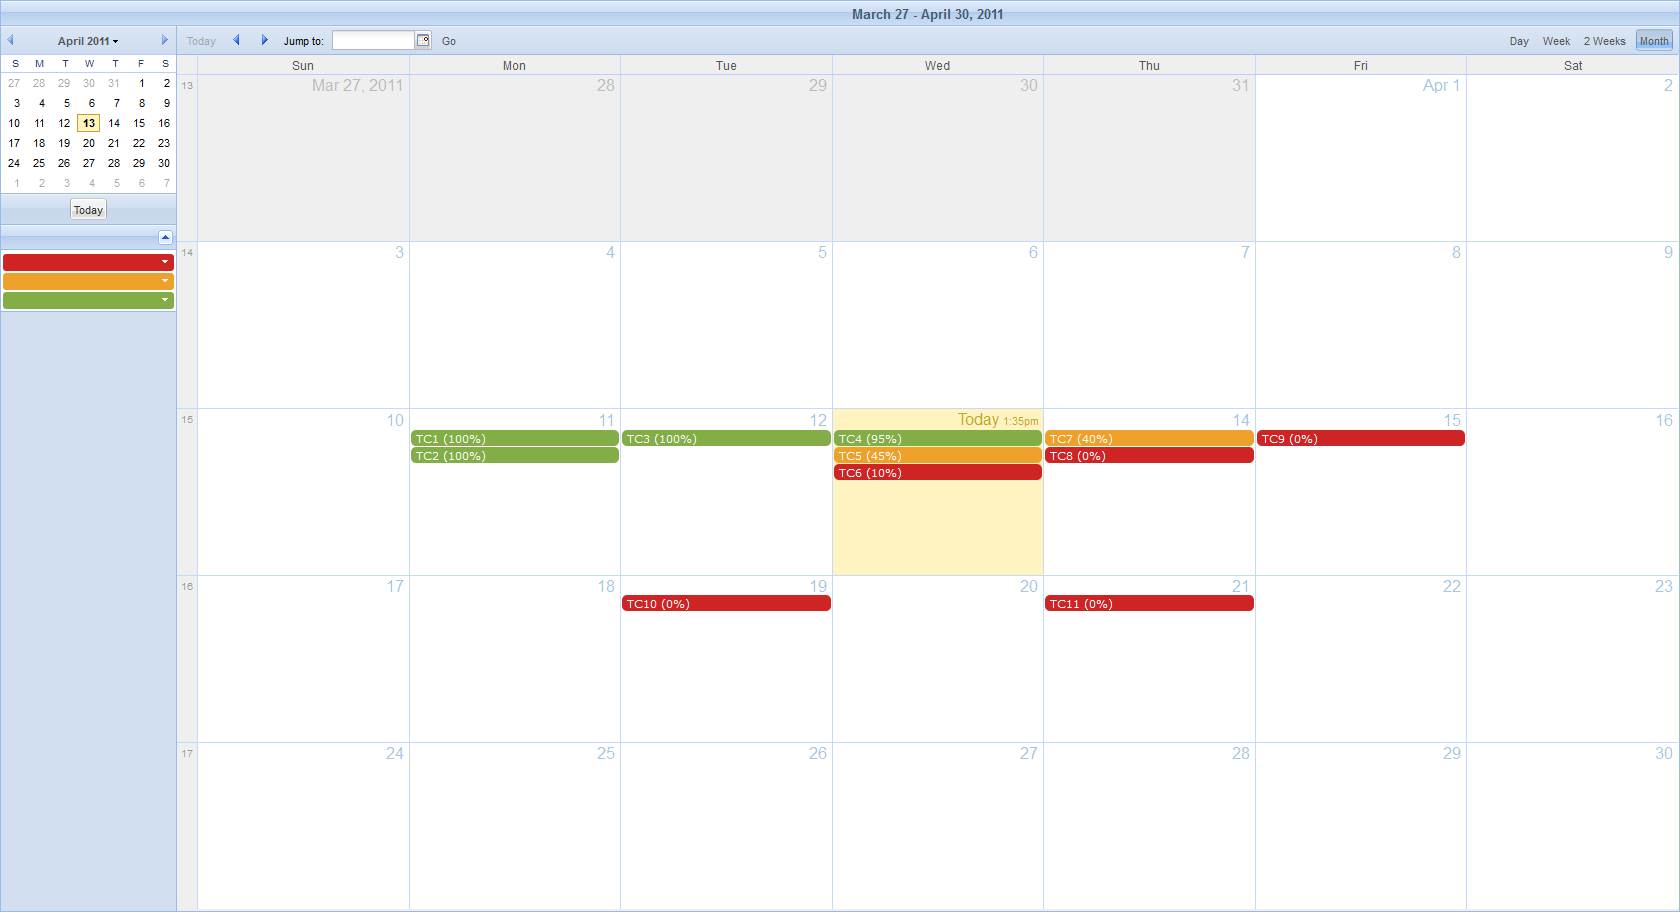 March 27 - April 30, 2011
April 2011
Today
Jump to:
Go
Day
Week
2 Weeks
Month
S M T W T F S
27 28 29 30 31 1 2
3 4 5 6 7 8 9
10 11 12 13 14 15 16
17 18 19 20 21 22 23
24 25 26 27 28 29 30
1 2 3 4 5 6 7
Today
Sun Mon Tue Wed Thu Fri Sat
13 Mar 27, 2011 28 29 30 31 Apr 1 2
14 3 4 5 6 7 8 9
15 10 11 12 Today 1:35pm 14 15 16
TC1 (100%) TC3 (100%) TC4 (95%) TC7 (40%) TC9 (0%)
TC2 (100%) TC5 (45%) TC8 (0%)
TC6 (10%)
16 17 18 19 20 21 22 23
TC10 (0%) TC11 (0%)
17 24 25 26 27 28 29 30